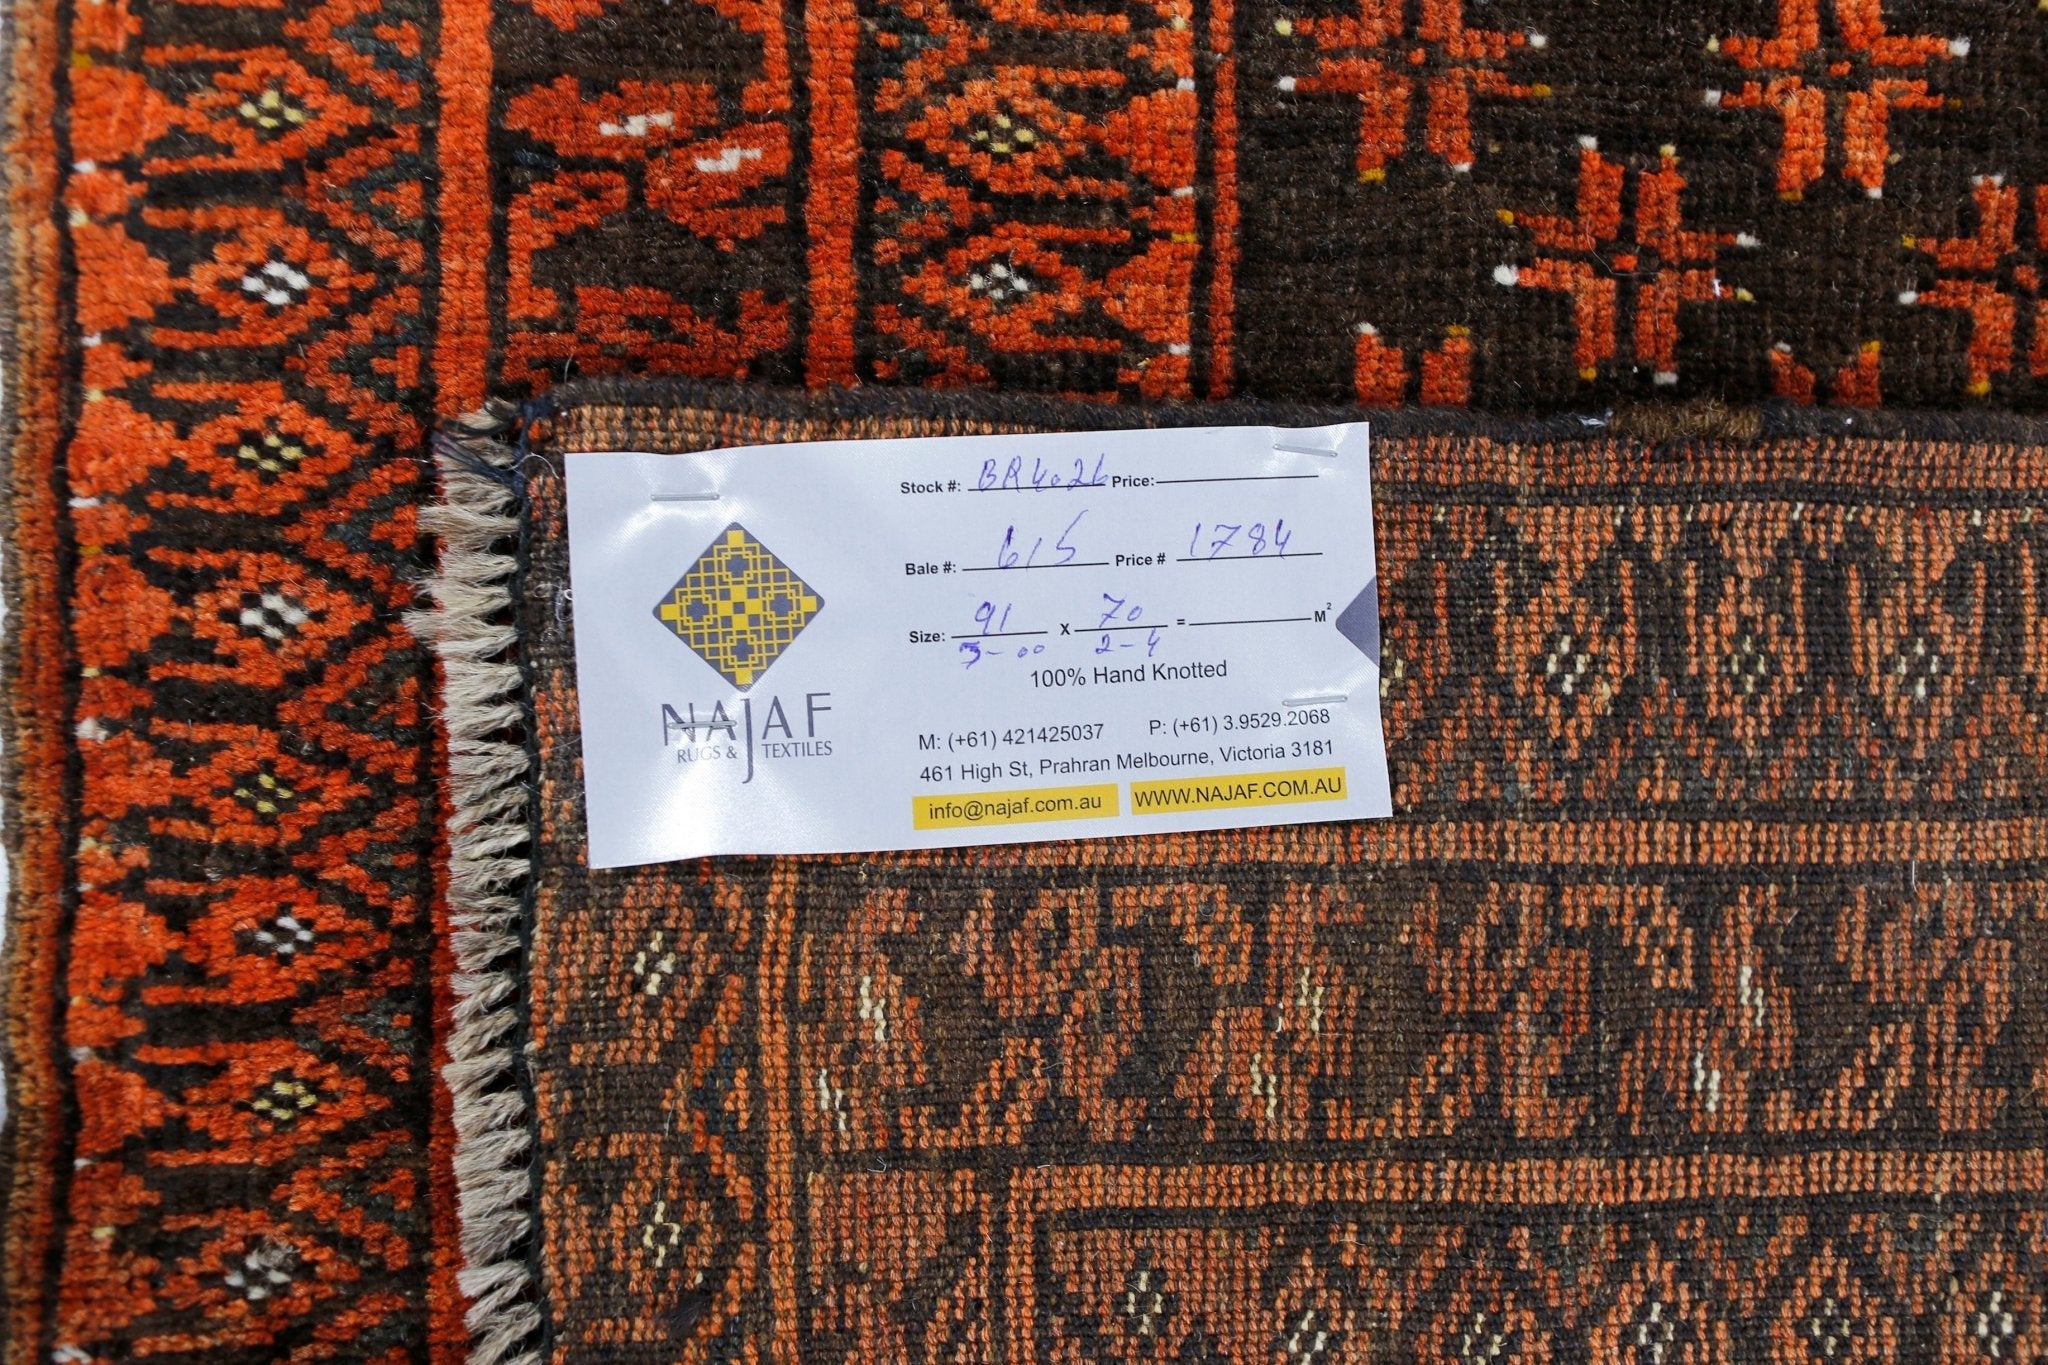 Stock #: BR4026 Price:
Bale #: 615 Price # 1784
Size: 91 X 70 = M²
3-00 2-4
100% Hand Knotted
NAJAF
RUGS & TEXTILES
M: (+61) 421425037 P: (+61) 3.9529.2068
461 High St, Prahran Melbourne, Victoria 3181
info@najaf.com.au WWW.NAJAF.COM.AU